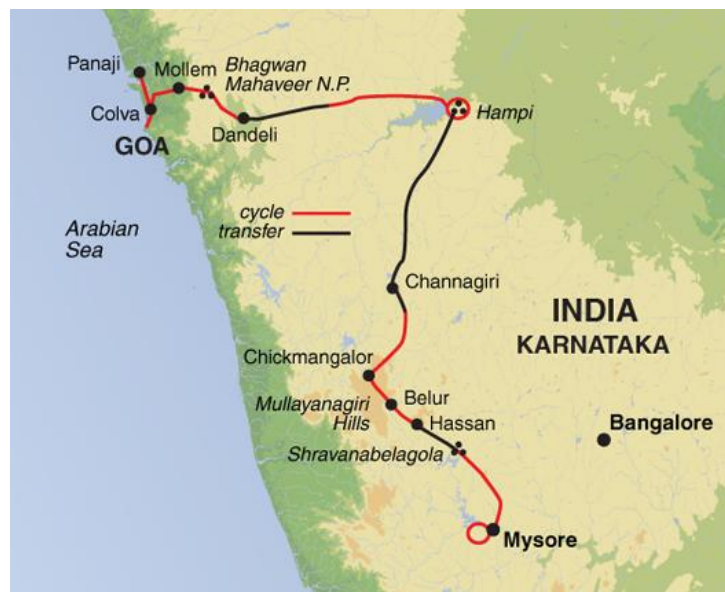 Panaji
Mollem
Bhagwan
Mahaveer N.P.
Colva
GOA
Dandeli
Hampi
Arabian
Sea
cycle
transfer
Channagiri
INDIA
KARNATAKA
Chickmangalor
Mullayanagiri
Hills
Belur
Hassan
Bangalore
Shravanabelagola
Mysore